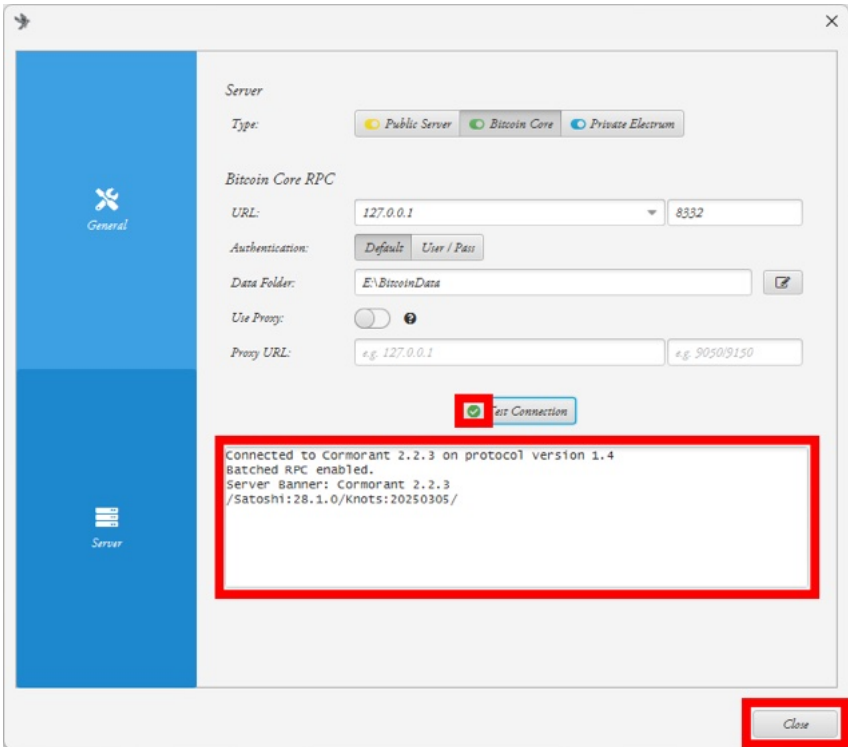 Server
Type: Public Server Bitcoin Core Private Electrum
Bitcoin Core RPC
URL: 127.0.0.1 8332
General
Authentication: Default User / Pass
Data Folder: E:\BitcoinData
Use Proxy:
Proxy URL: e.g. 127.0.0.1 e.g. 9050/9150
Test Connection
Connected to Cormorant 2.2.3 on protocol version 1.4
Batched RPC enabled.
Server Banner: Cormorant 2.2.3
/Satoshi:28.1.0/Knots:20250305/
Server
Close